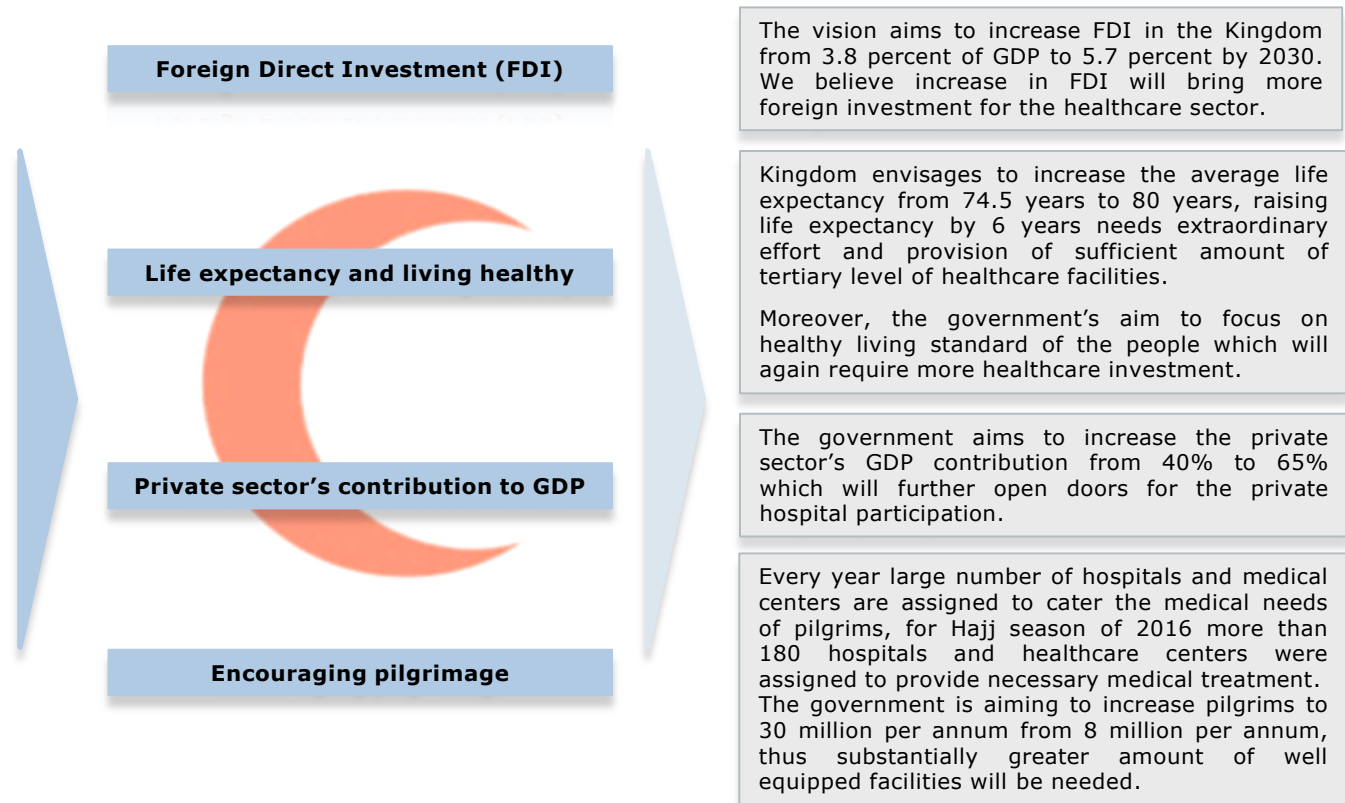 Foreign Direct Investment (FDI)
The vision aims to increase FDI in the Kingdom
from 3.8 percent of GDP to 5.7 percent by 2030.
We believe increase in FDI will bring more
foreign investment for the healthcare sector.
Life expectancy and living healthy
Kingdom envisages to increase the average life
expectancy from 74.5 years to 80 years, raising
life expectancy by 6 years needs extraordinary
effort and provision of sufficient amount of
tertiary level of healthcare facilities.
Moreover, the government’s aim to focus on
healthy living standard of the people which will
again require more healthcare investment.
Private sector’s contribution to GDP
The government aims to increase the private
sector’s GDP contribution from 40% to 65%
which will further open doors for the private
hospital participation.
Encouraging pilgrimage
Every year large number of hospitals and medical
centers are assigned to cater the medical needs
of pilgrims, for Hajj season of 2016 more than
180 hospitals and healthcare centers were
assigned to provide necessary medical treatment.
The government is aiming to increase pilgrims to
30 million per annum from 8 million per annum,
thus substantially greater amount of well
equipped facilities will be needed.